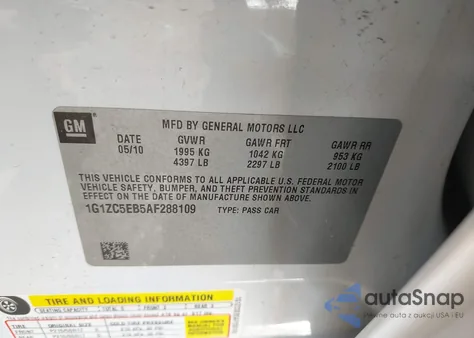 GM
MFD BY GENERAL MOTORS LLC
DATE GVWR GAWR FRT GAWR RR
05/10 1995 KG 1042 KG 953 KG
4397 LB 2297 LB 2100 LB
THIS VEHICLE CONFORMS TO ALL APPLICABLE U.S. FEDERAL MOTOR
VEHICLE SAFETY, BUMPER, AND THEFT PREVENTION STANDARDS IN
EFFECT ON THE DATE OF MANUFACTURE SHOWN ABOVE.
1G1ZC5EB5AF288109 TYPE: PASS CAR
TIRE AND LOADING INFORMATION
SEATING CAPACITY
autoSnap